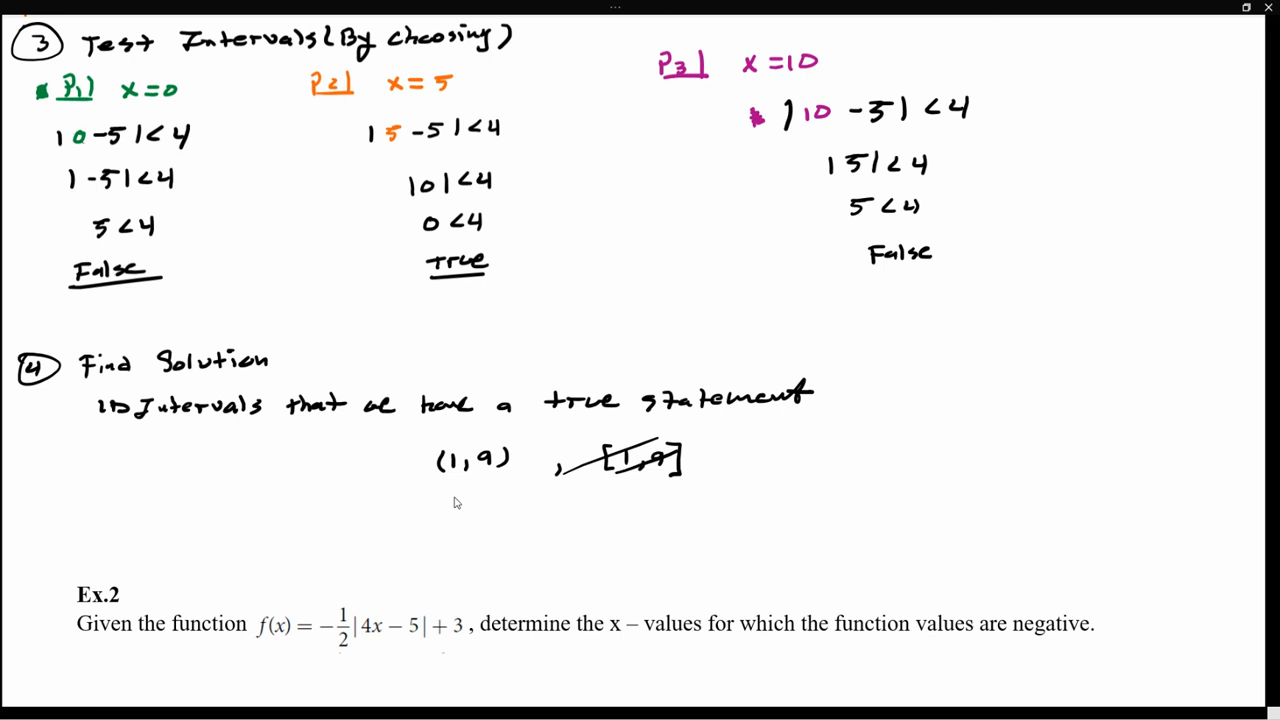 ③ Test Intervals (By choosing)
P1) x=0
|0-5|<4
|-5|<4
5<4
False
P2) x=5
|5-5|<4
|0|<4
0<4
True
P3) x=10
|10-5|<4
|5|<4
5<4
False
④ Find Solution
Intervals that we have a true statement
(1,9) , [1,9]
Ex.2
Given the function f(x) = -1/2|4x - 5| + 3, determine the x – values for which the function values are negative.